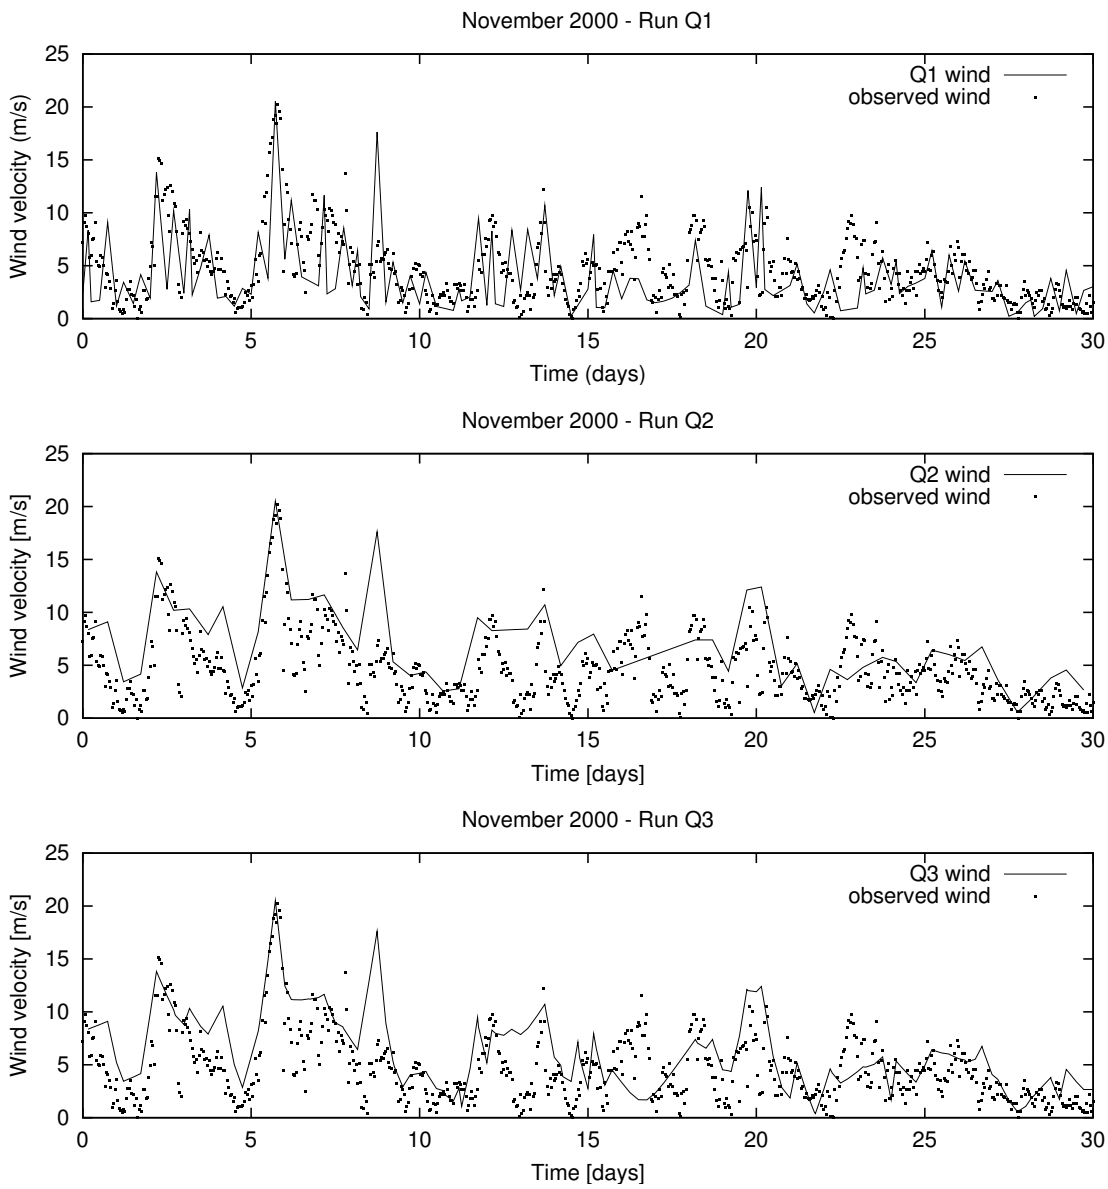 November 2000 - Run Q1
25
20
15
10
5
0
Wind velocity (m/s)
Q1 wind
observed wind
0 5 10 15 20 25 30
Time (days)
November 2000 - Run Q2
25
20
15
10
5
0
Wind velocity [m/s]
Q2 wind
observed wind
0 5 10 15 20 25 30
Time [days]
November 2000 - Run Q3
25
20
15
10
5
0
Wind velocity [m/s]
Q3 wind
observed wind
0 5 10 15 20 25 30
Time [days]